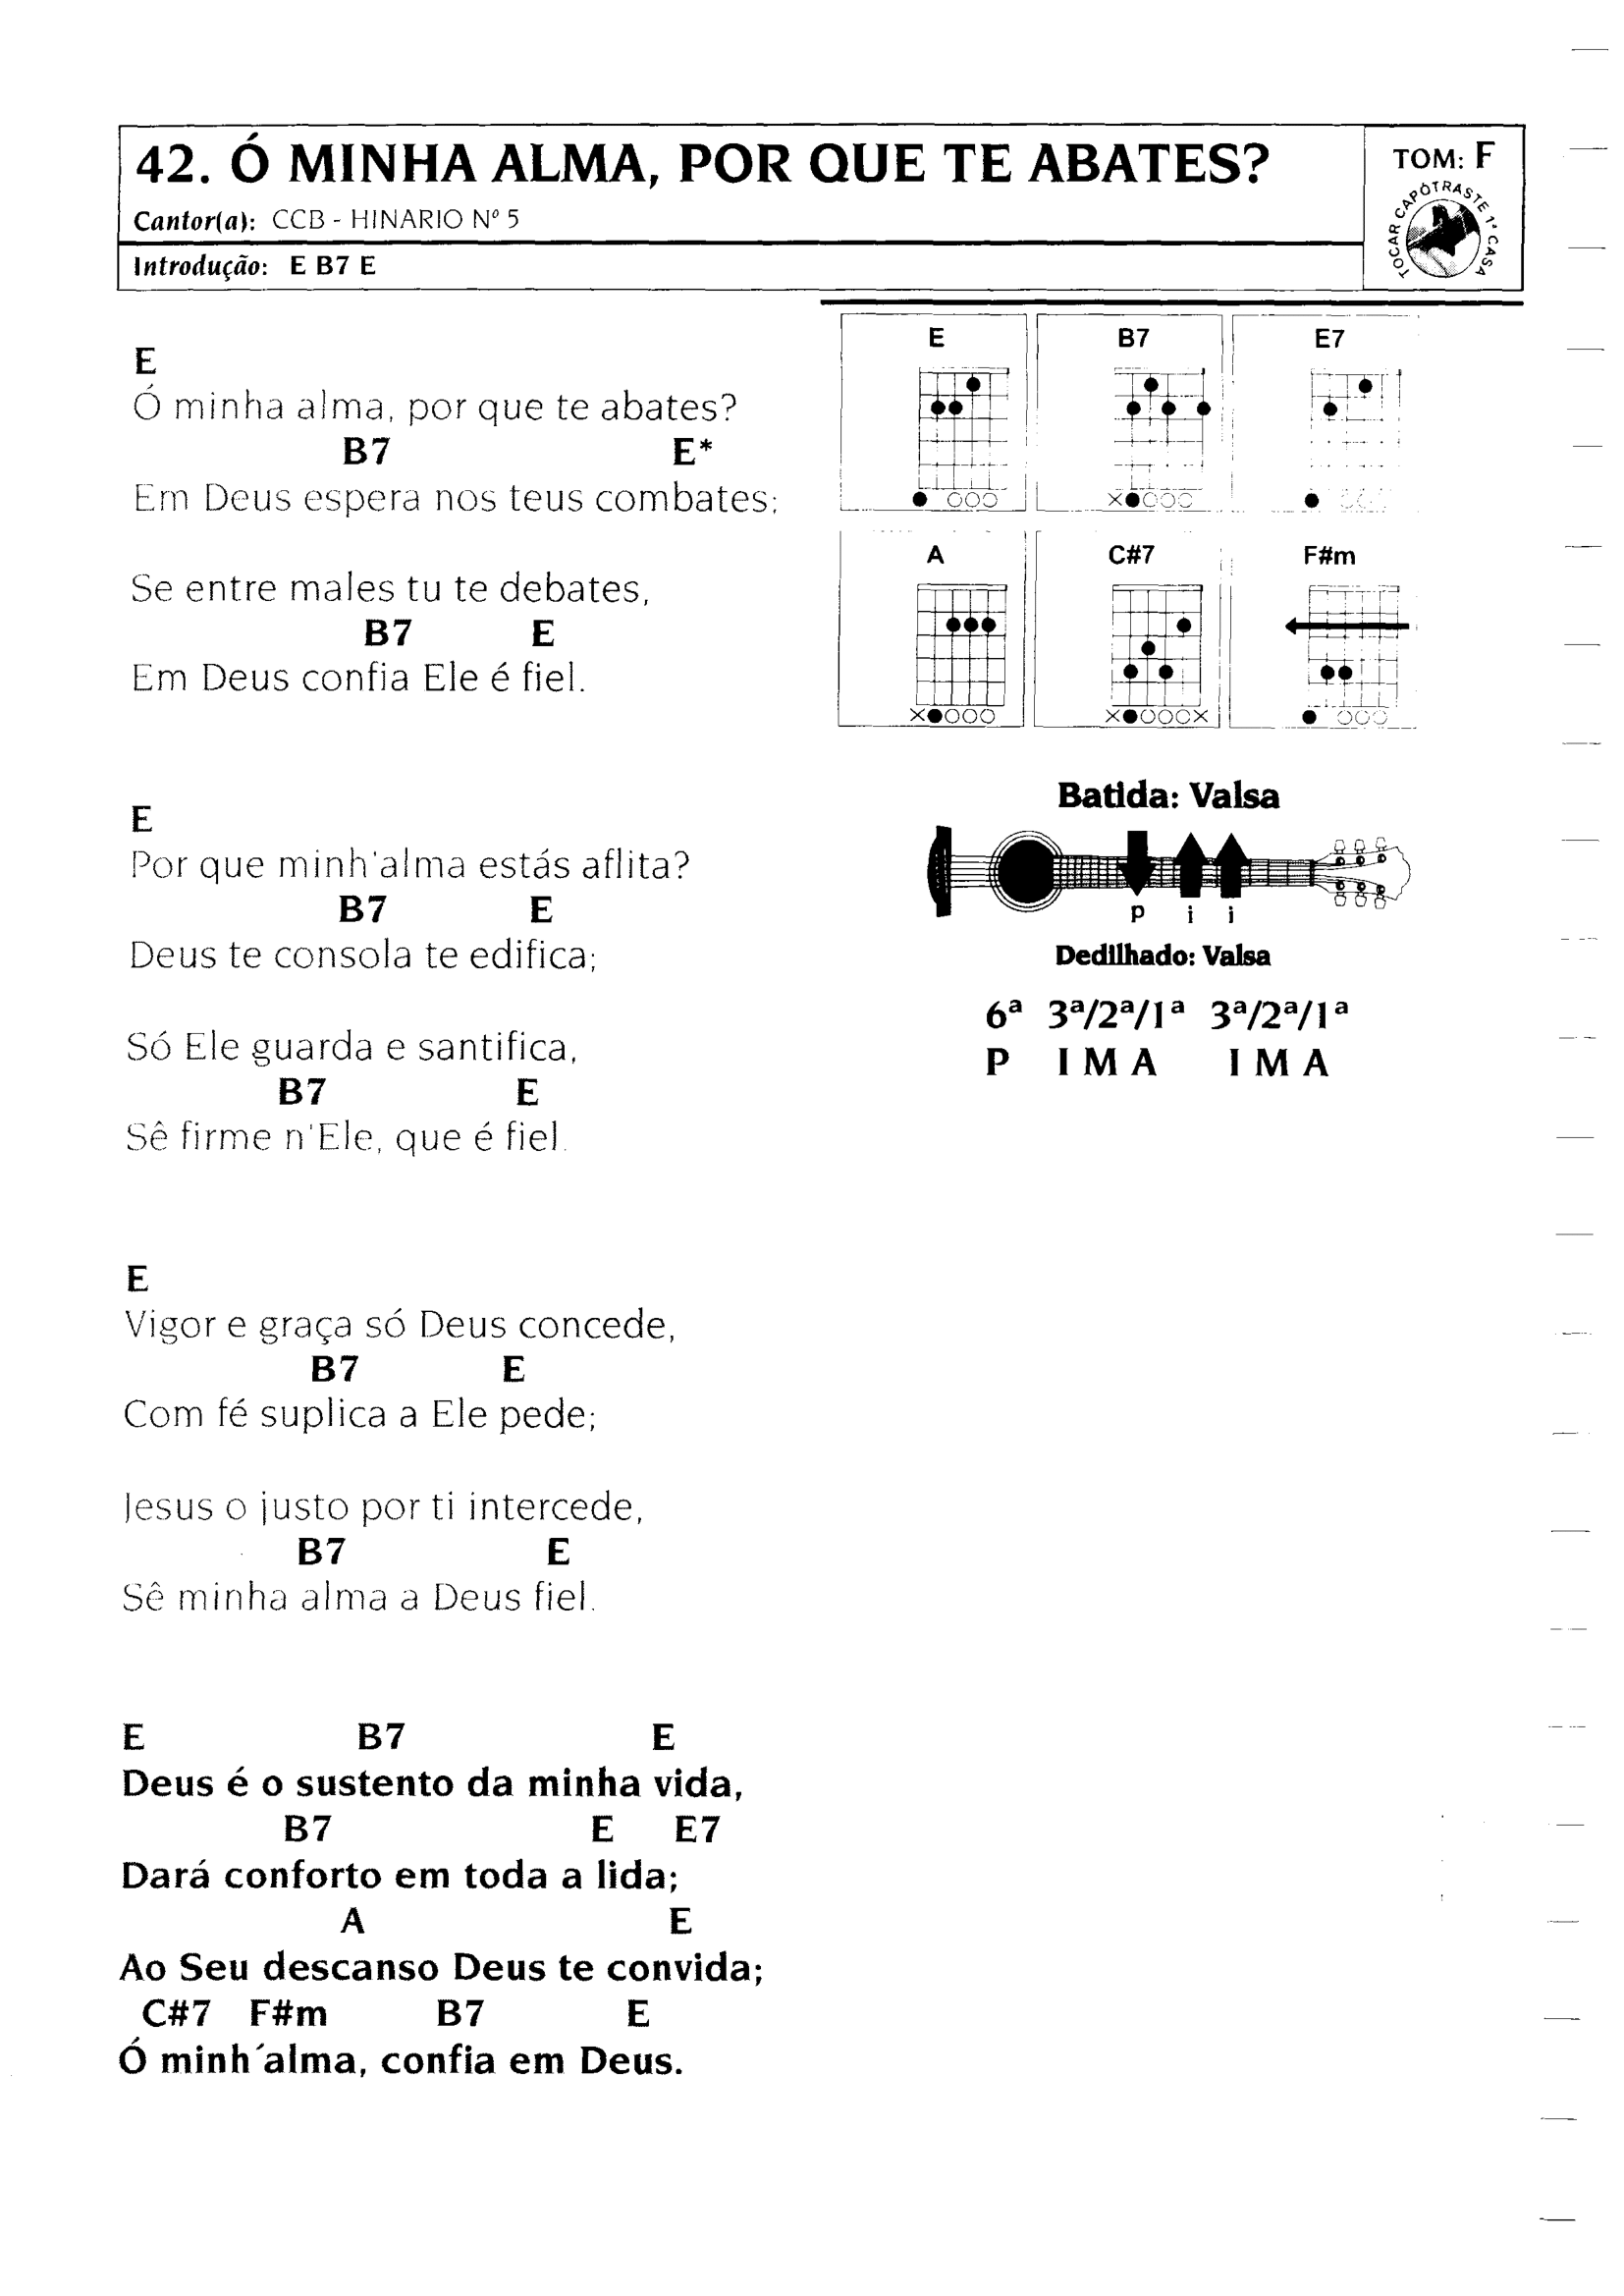 42. Ó MINHA ALMA, POR QUE TE ABATES?
Cantor(a): CCB - HINARIO Nº 5
Introdução: E B7 E
TOM: F
TOCAR CAPÔTRASTE 1ª CASA
E
Ó minha alma, por que te abates?
B7 E*
Em Deus espera nos teus combates;
Se entre males tu te debates,
B7 E
Em Deus confia Ele é fiel.
E
Por que minh'alma estás aflita?
B7 E
Deus te consola te edifica;
Só Ele guarda e santifica,
B7 E
Sê firme n'Ele, que é fiel.
E
Vigor e graça só Deus concede,
B7 E
Com fé suplica a Ele pede;
Jesus o justo por ti intercede,
B7 E
Sê minha alma a Deus fiel.
E B7 E
Deus é o sustento da minha vida,
B7 E E7
Dará conforto em toda a lida;
A E
Ao Seu descanso Deus te convida;
C#7 F#m B7 E
Ó minh´alma, confia em Deus.
E B7 E7
A C#7 F#m
Batida: Valsa
p i i
Dedilhado: Valsa
6ª 3ª/2ª/1ª 3ª/2ª/1ª
P I M A I M A